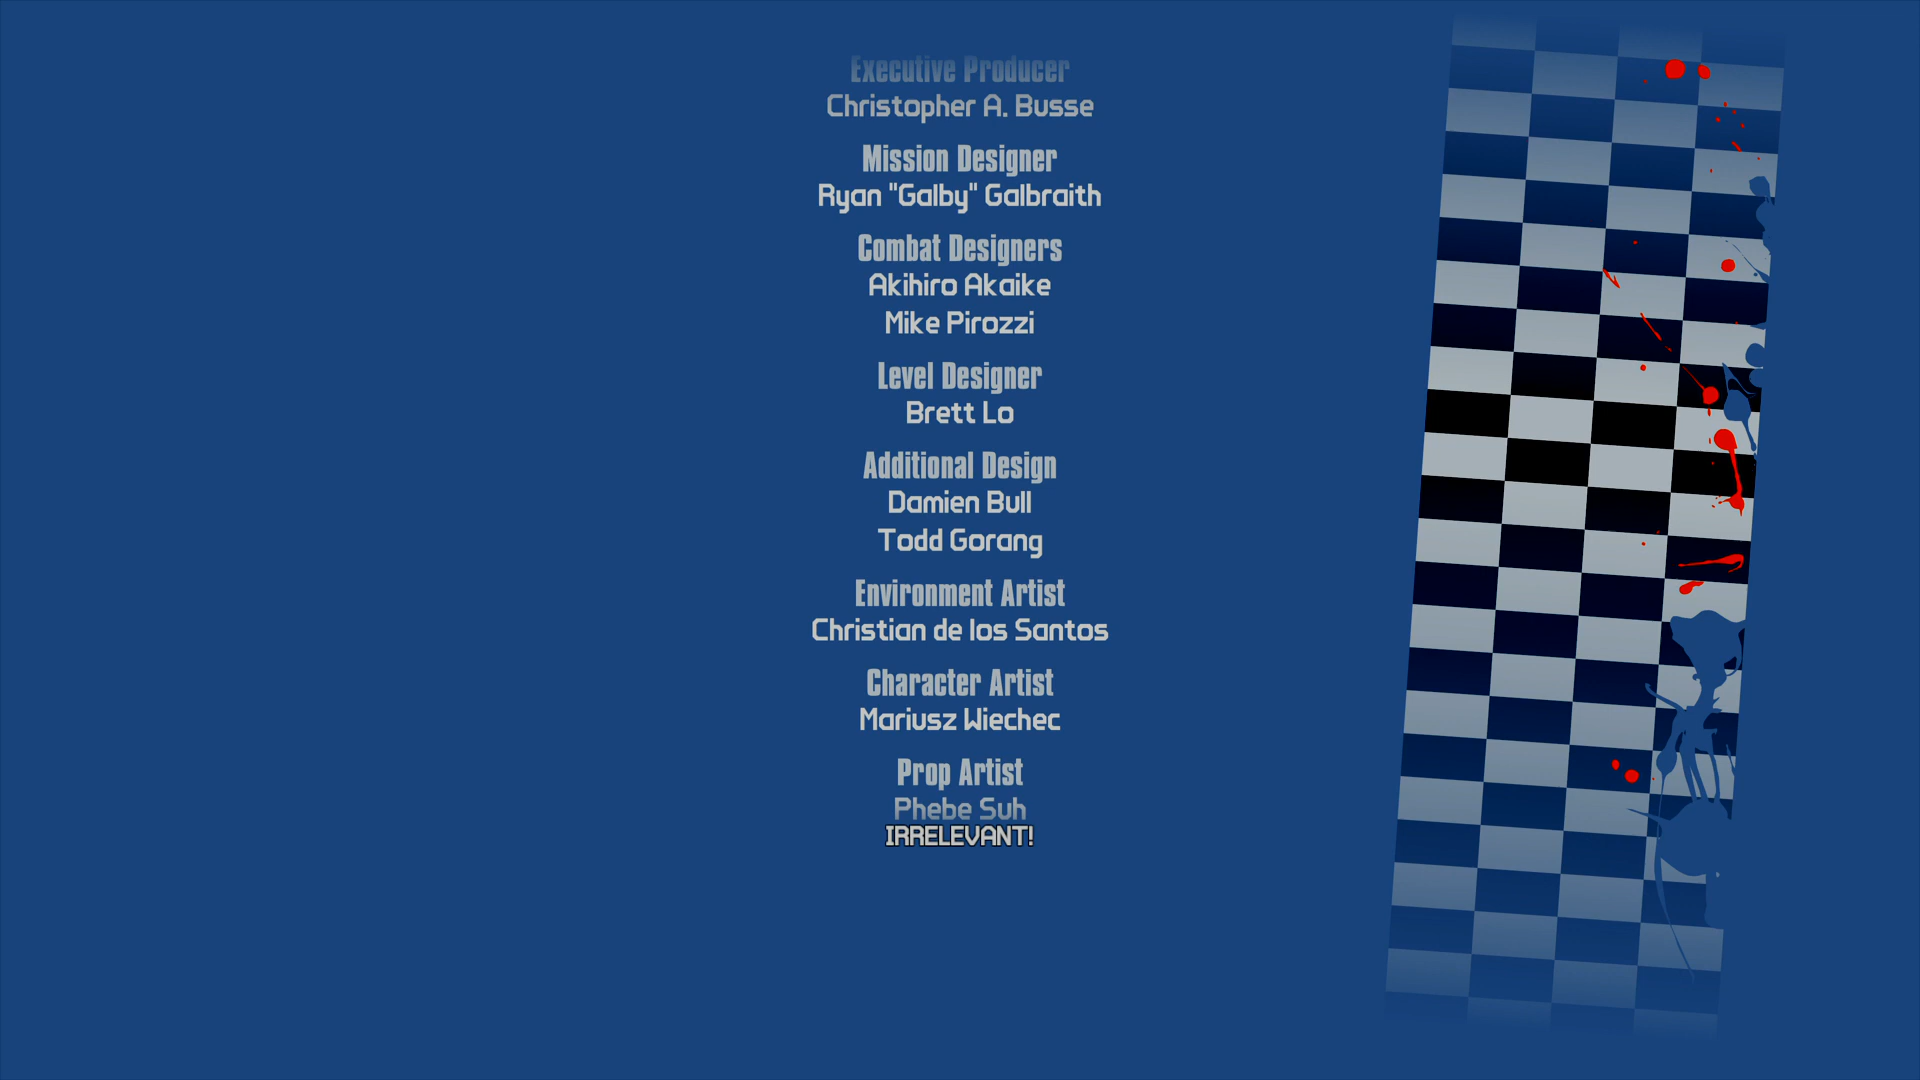 Executive Producer
Christopher A. Busse
Mission Designer
Ryan "Galby" Galbraith
Combat Designers
Akihiro Akaike
Mike Pirozzi
Level Designer
Brett Lo
Additional Design
Damien Bull
Todd Gorang
Environment Artist
Christian de los Santos
Character Artist
Mariusz Wiechec
Prop Artist
Phebe Suh
IRRELEVANT!